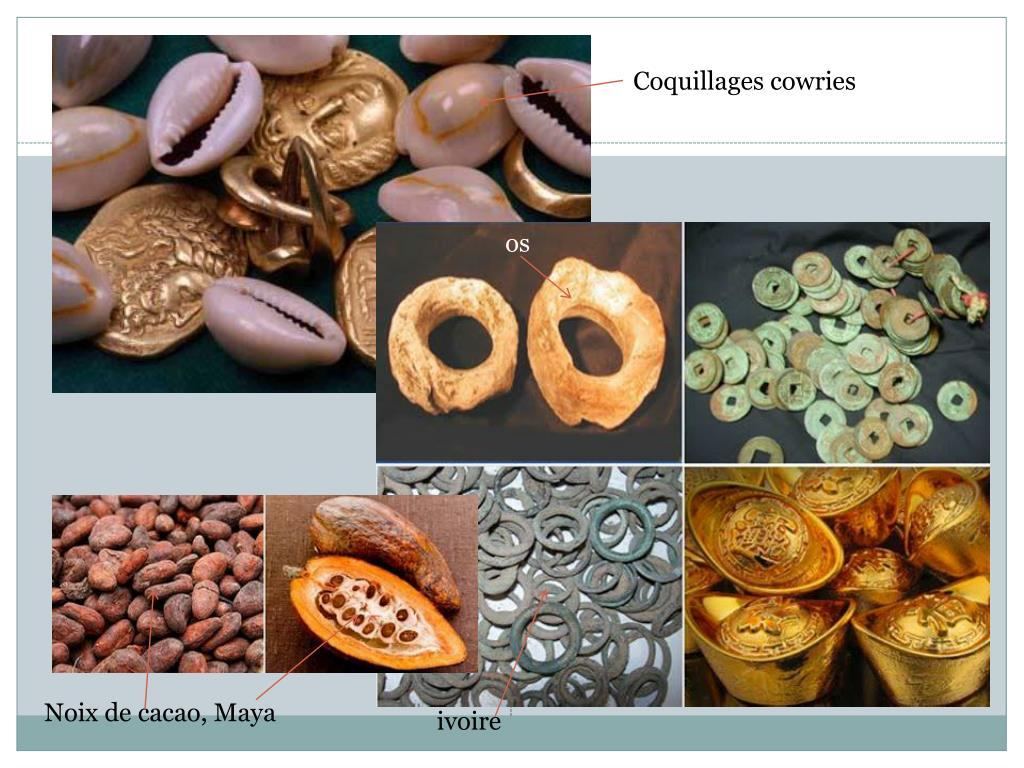 Coquillages cowries
os
Noix de cacao, Maya
ivoire